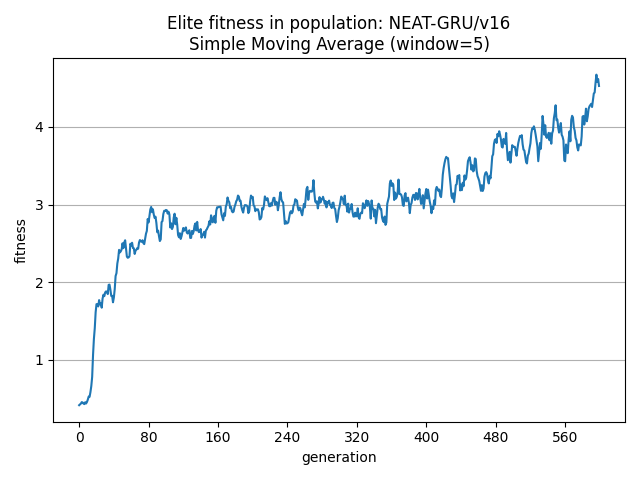 Elite fitness in population: NEAT-GRU/v16
Simple Moving Average (window=5)
fitness
4
3
2
1
0 80 160 240 320 400 480 560
generation